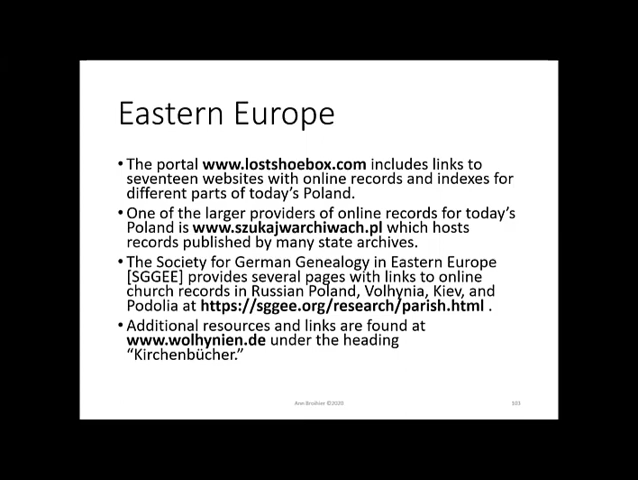 Eastern Europe
• The portal www.lostshoebox.com includes links to
seventeen websites with online records and indexes for
different parts of today's Poland.
• One of the larger providers of online records for today's
Poland is www.szukajwarchiwach.pl which hosts
records published by many state archives.
• The Society for German Genealogy in Eastern Europe
[SGGEE] provides several pages with links to online
church records in Russian Poland, Volhynia, Kiev, and
Podolia at https://sggee.org/research/parish.html .
• Additional resources and links are found at
www.wolhynien.de under the heading
“Kirchenbücher.”
©2020